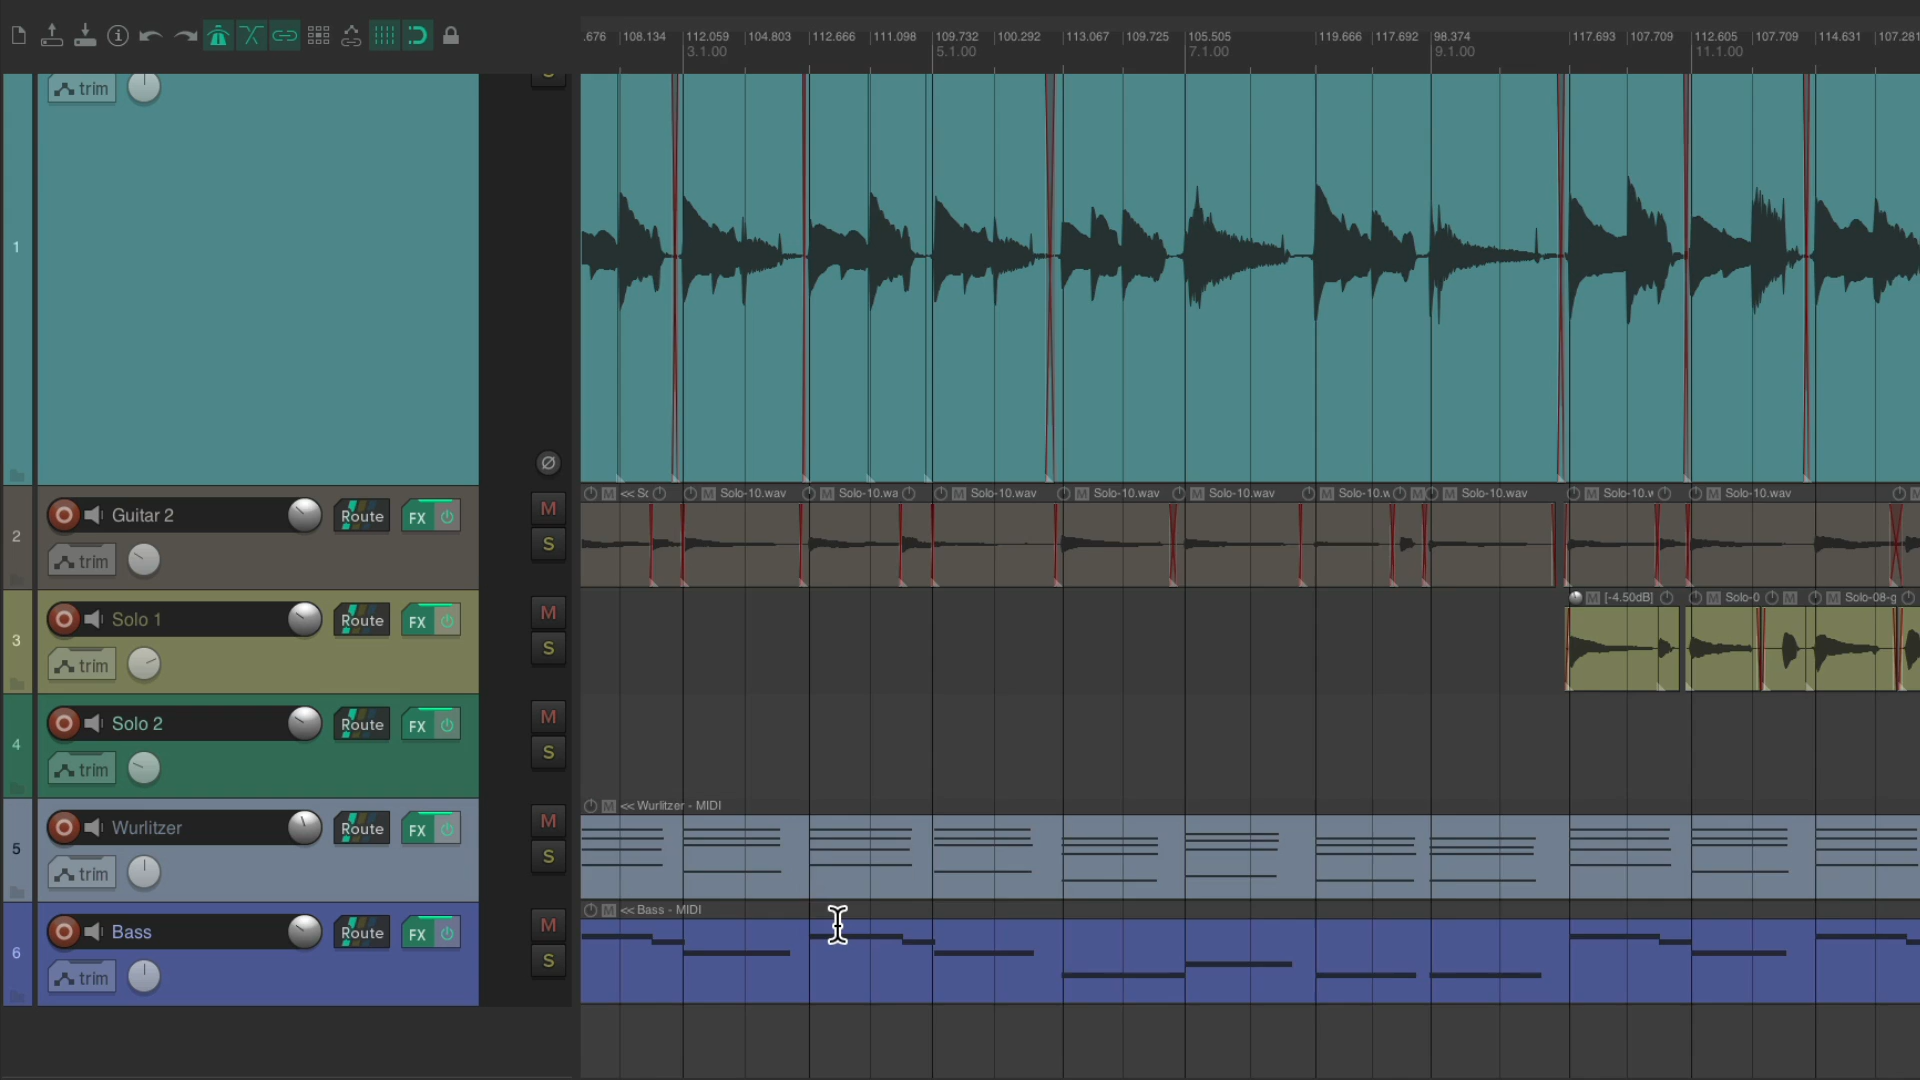 .676 108.134 112.059 104.803 112.666 111.098 109.732 100.292 113.067 109.725 105.505 119.666 117.692 98.374 117.693 107.709 112.605 107.709 114.631 107.281
3.1.00 5.1.00 7.1.00 9.1.00 11.1.00
trim
1
M << Sc M Solo-10.wav M Solo-10.wa M Solo-10.wav M Solo-10.wav M Solo-10.wav M Solo-10.w M Solo-10.wav M Solo-10.w M Solo-10.wav M
2
Guitar 2 Route FX M
trim S
M [-4.50dB] M Solo-0 M M Solo-08-g
3
Solo 1 Route FX M
trim S
4
Solo 2 Route FX M
trim S
M << Wurlitzer - MIDI
5
Wurlitzer Route FX M
trim S
M << Bass - MIDI
6
Bass Route FX M
trim S